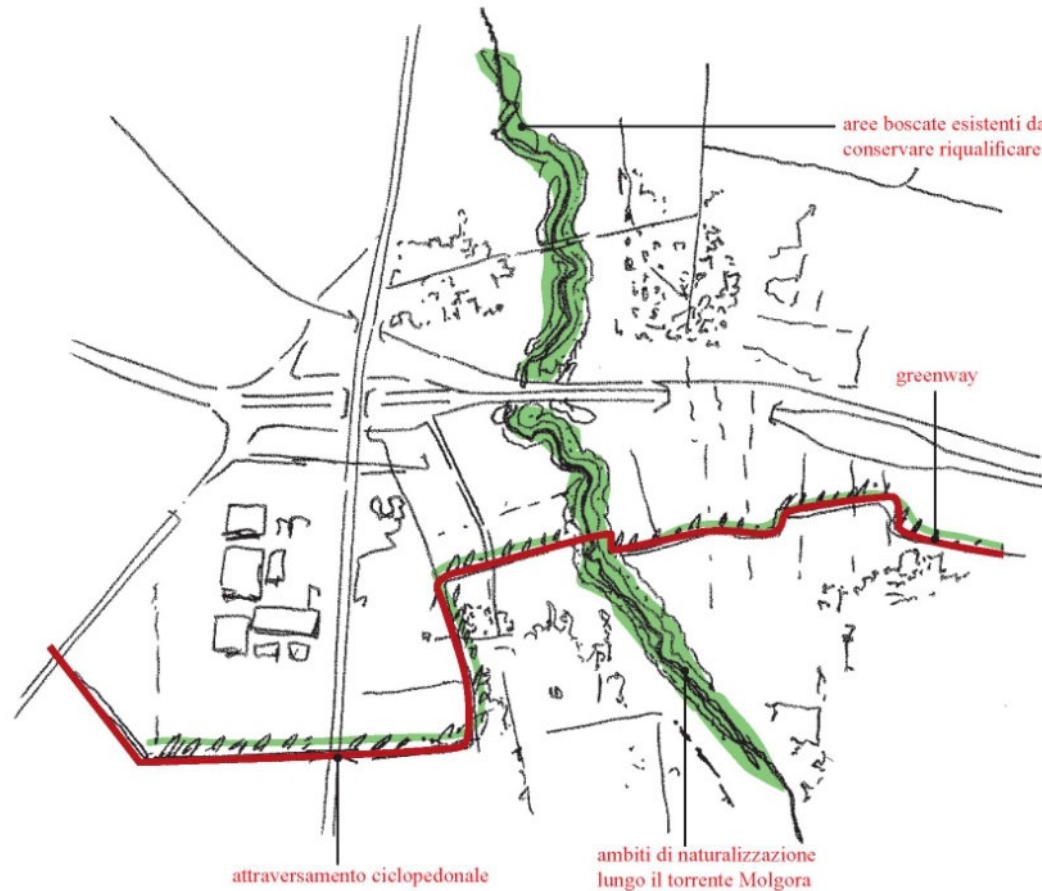 aree boscate esistenti da
conservare riqualificare
greenway
attraversamento ciclopedonale
ambiti di naturalizzazione
lungo il torrente Molgora